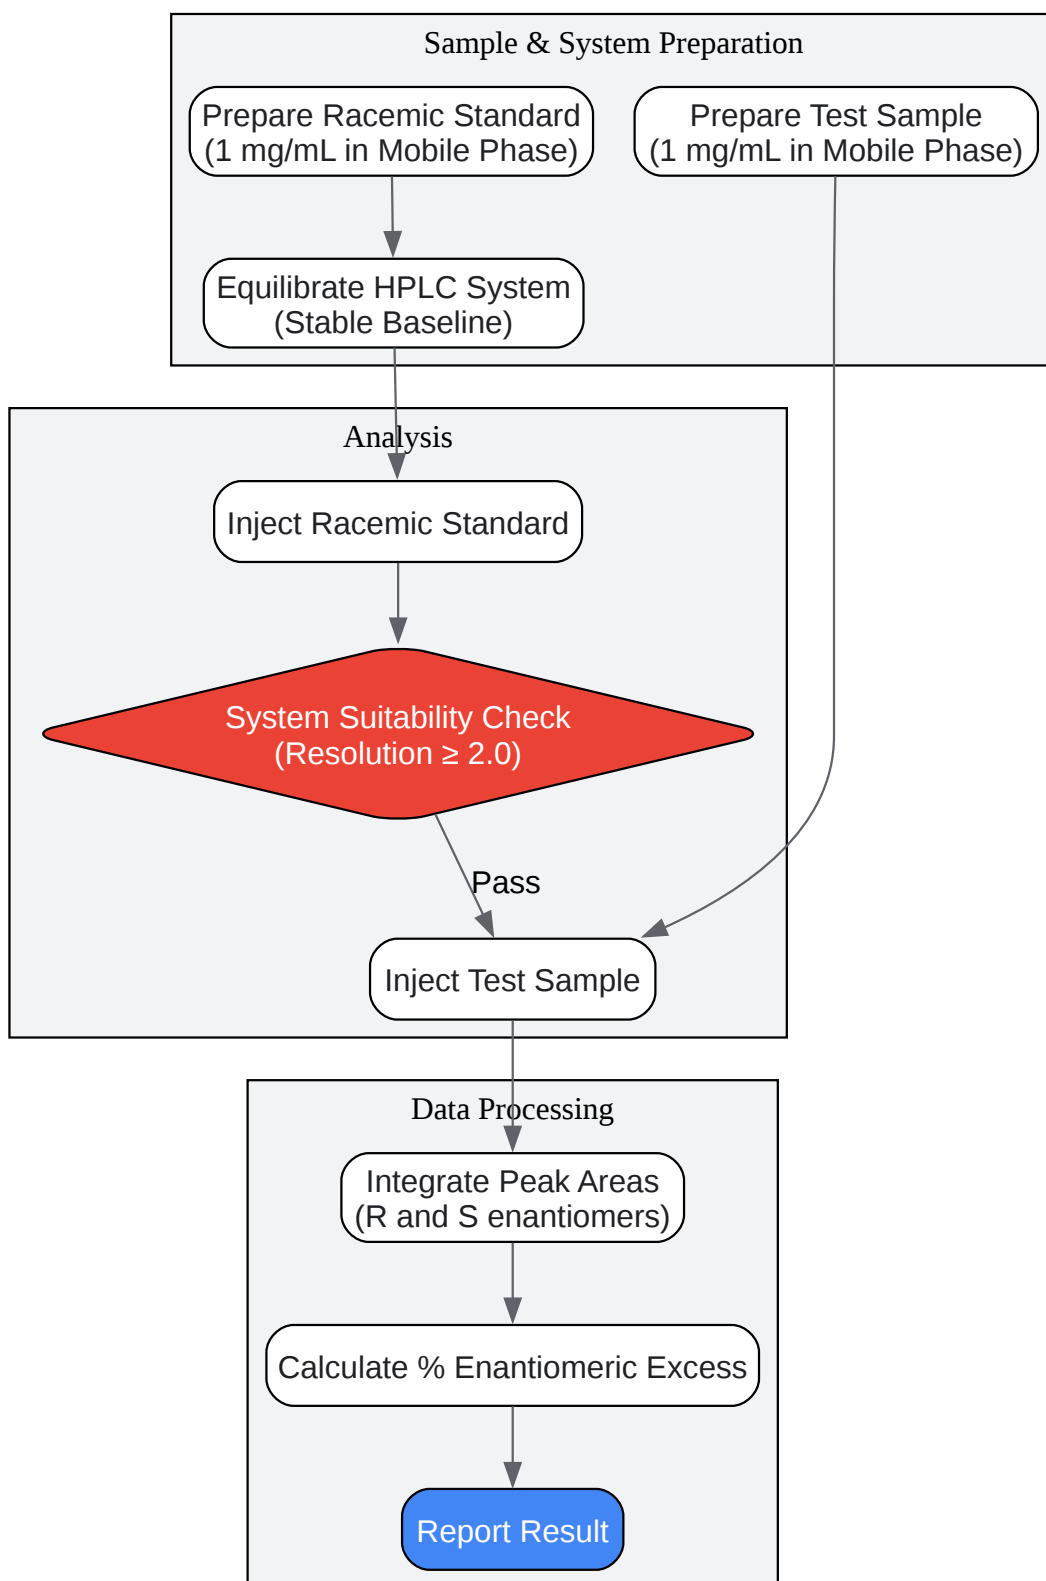 Sample & System Preparation
Prepare Racemic Standard
(1 mg/mL in Mobile Phase)
Prepare Test Sample
(1 mg/mL in Mobile Phase)
Equilibrate HPLC System
(Stable Baseline)
Analysis
Inject Racemic Standard
System Suitability Check
(Resolution ≥ 2.0)
Pass
Inject Test Sample
Data Processing
Integrate Peak Areas
(R and S enantiomers)
Calculate % Enantiomeric Excess
Report Result